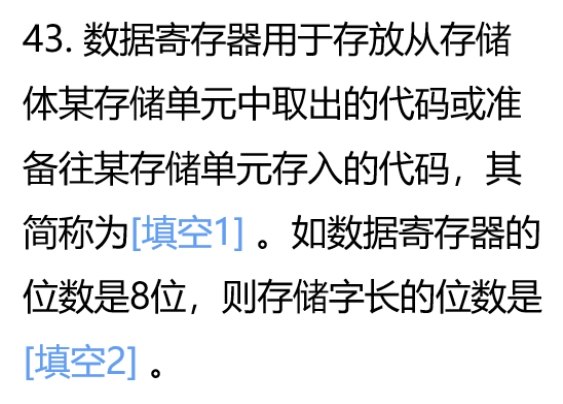 43. 数据寄存器用于存放从存储
体某存储单元中取出的代码或准
备往某存储单元存入的代码，其
简称为[填空1] 。如数据寄存器的
位数是8位，则存储字长的位数是
[填空2] 。